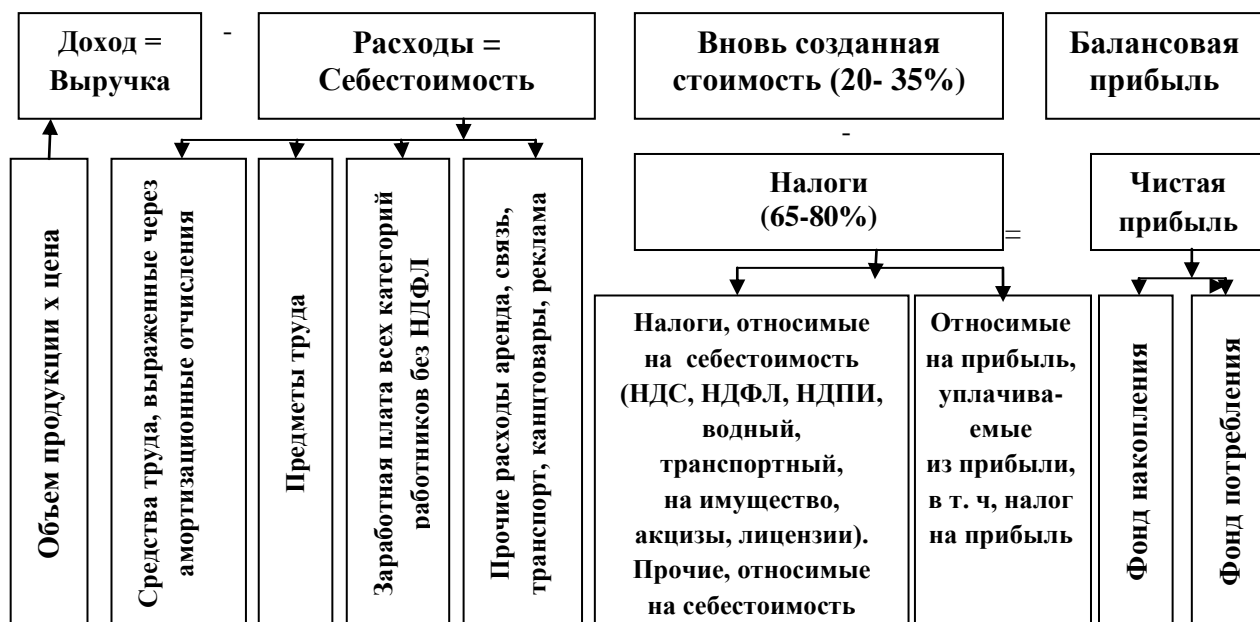 Доход =
Выручка
-
Расходы =
Себестоимость
Вновь созданная
стоимость (20- 35%)
Балансовая
прибыль
-
Налоги
(65-80%)
=
Чистая
прибыль
Объем продукции х цена
Средства труда, выраженные через
амортизационные отчисления
Предметы труда
Заработная плата всех категорий
работников без НДФЛ
Прочие расходы аренда, связь,
транспорт, канцтовары, реклама
Налоги, относимые
на себестоимость
(НДС, НДФЛ, НДПИ,
водный,
транспортный,
на имущество,
акцизы, лицензии).
Прочие, относимые
на себестоимость
Относимые
на прибыль,
уплачива-
емые
из прибыли,
в т. ч, налог
на прибыль
Фонд накопления
Фонд потребления